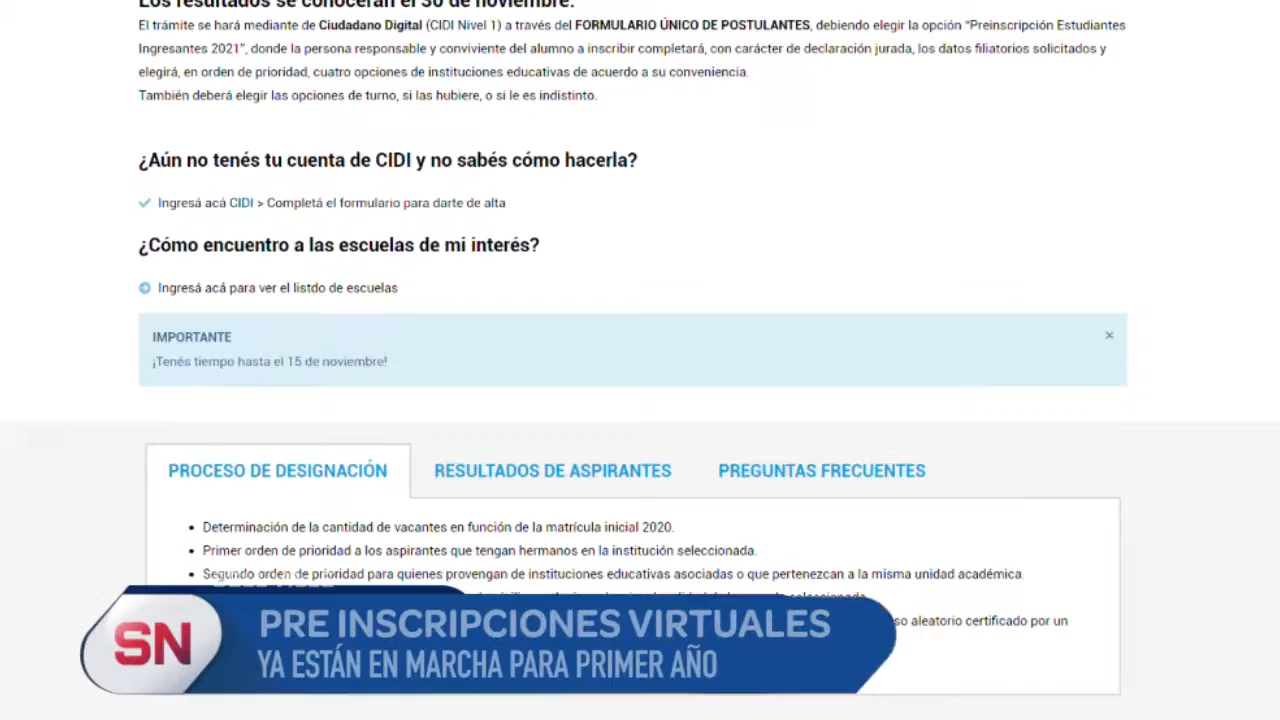 Los resultados se conocerán el 30 de noviembre.
El trámite se hará mediante de Ciudadano Digital (CIDI Nivel 1) a través del FORMULARIO ÚNICO DE POSTULANTES, debiendo elegir la opción “Preinscripción Estudiantes
Ingresantes 2021”, donde la persona responsable y conviviente del alumno a inscribir completará, con carácter de declaración jurada, los datos filiatorios solicitados y
elegirá, en orden de prioridad, cuatro opciones de instituciones educativas de acuerdo a su conveniencia.
También deberá elegir las opciones de turno, si las hubiere, o si le es indistinto.
¿Aún no tenés tu cuenta de CIDI y no sabés cómo hacerla?
Ingresá acá CIDI > Completá el formulario para darte de alta
¿Cómo encuentro a las escuelas de mi interés?
Ingresá acá para ver el listdo de escuelas
IMPORTANTE ×
¡Tenés tiempo hasta el 15 de noviembre!
PROCESO DE DESIGNACIÓN RESULTADOS DE ASPIRANTES PREGUNTAS FRECUENTES
• Determinación de la cantidad de vacantes en función de la matrícula inicial 2020.
• Primer orden de prioridad a los aspirantes que tengan hermanos en la institución seleccionada.
• Segundo orden de prioridad para quienes provengan de instituciones educativas asociadas o que pertenezcan a la misma unidad académica.
so aleatorio certificado por un
SN
PRE INSCRIPCIONES VIRTUALES
YA ESTÁN EN MARCHA PARA PRIMER AÑO